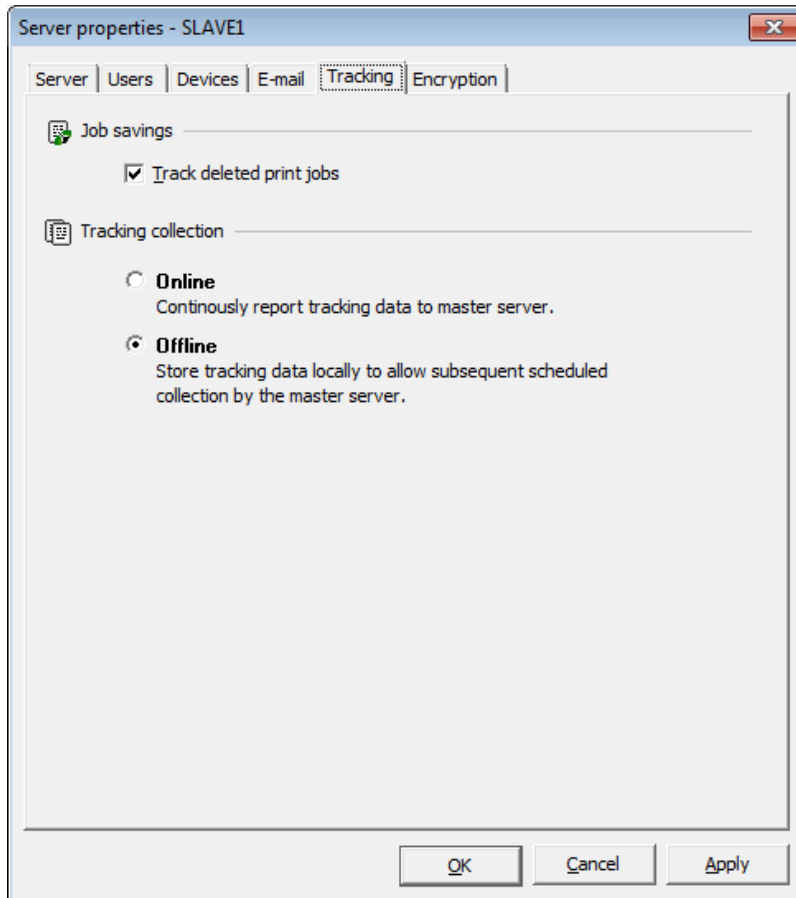 Server properties - SLAVE1
Server Users Devices E-mail Tracking Encryption
Job savings
Track deleted print jobs
Tracking collection
Online
Continously report tracking data to master server.
Offline
Store tracking data locally to allow subsequent scheduled
collection by the master server.
OK Cancel Apply